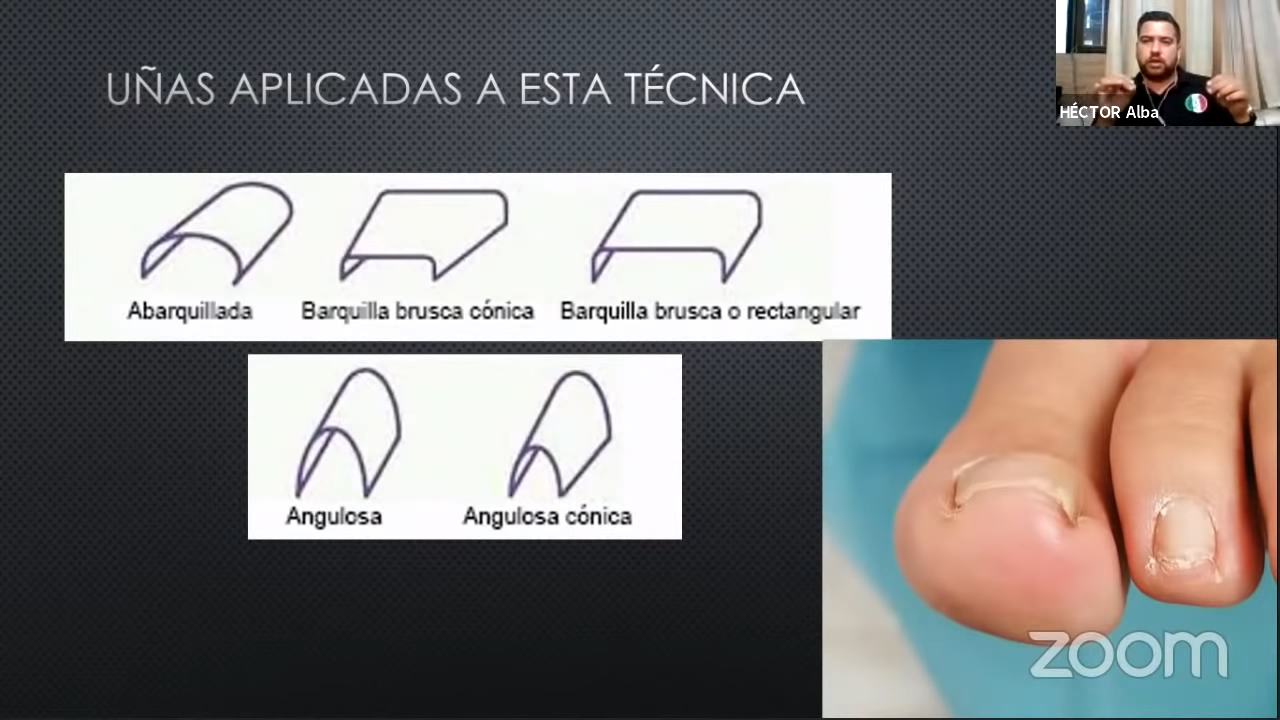 UÑAS APLICADAS A ESTA TÉCNICA
HÉCTOR Alba
Abarquillada Barquilla brusca cónica Barquilla brusca o rectangular
Angulosa Angulosa cónica
zoom